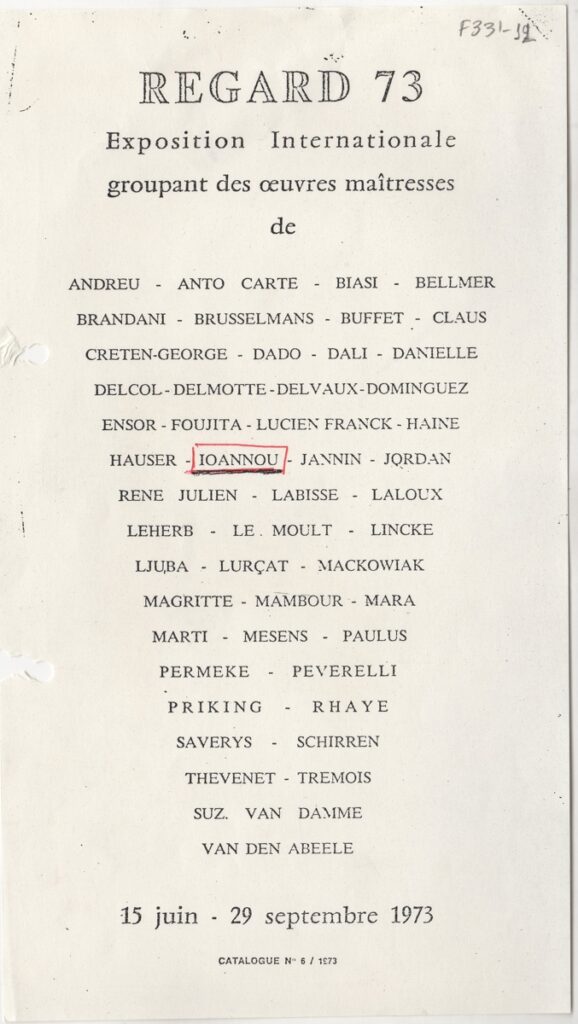 F331-12
REGARD 73
Exposition Internationale
groupant des œuvres maîtresses
de
ANDREU - ANTO CARTE - BIASI - BELLMER
BRANDANI - BRUSSELMANS - BUFFET - CLAUS
CRETEN-GEORGE - DADO - DALI - DANIELLE
DELCOL - DELMOTTE - DELVAUX - DOMINGUEZ
ENSOR - FOUJITA - LUCIEN FRANCK - HAINE
HAUSER - IOANNOU - JANNIN - JORDAN
RENE JULIEN - LABISSE - LALOUX
LEHERB - LE MOULT - LINCKE
LJUBA - LURÇAT - MACKOWIAK
MAGRITTE - MAMBOUR - MARA
MARTI - MESENS - PAULUS
PERMEKE - PEVERELLI
PRIKING - RHAYE
SAVERYS - SCHIRREN
THEVENET - TREMOIS
SUZ. VAN DAMME
VAN DEN ABEELE
15 juin - 29 septembre 1973
CATALOGUE N° 6 / 1973